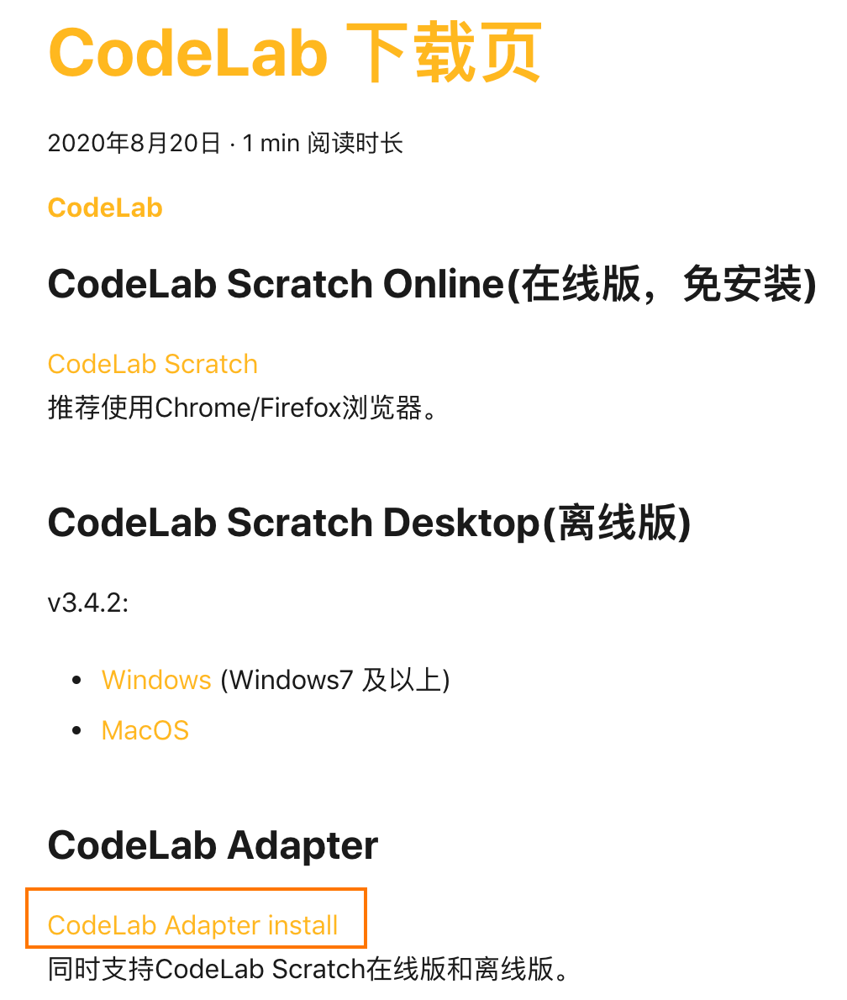 CodeLab 下载页
2020年8月20日 · 1 min 阅读时长
CodeLab
CodeLab Scratch Online(在线版，免安装)
CodeLab Scratch
推荐使用Chrome/Firefox浏览器。
CodeLab Scratch Desktop(离线版)
v3.4.2:
• Windows (Windows7 及以上)
• MacOS
CodeLab Adapter
CodeLab Adapter install
同时支持CodeLab Scratch在线版和离线版。